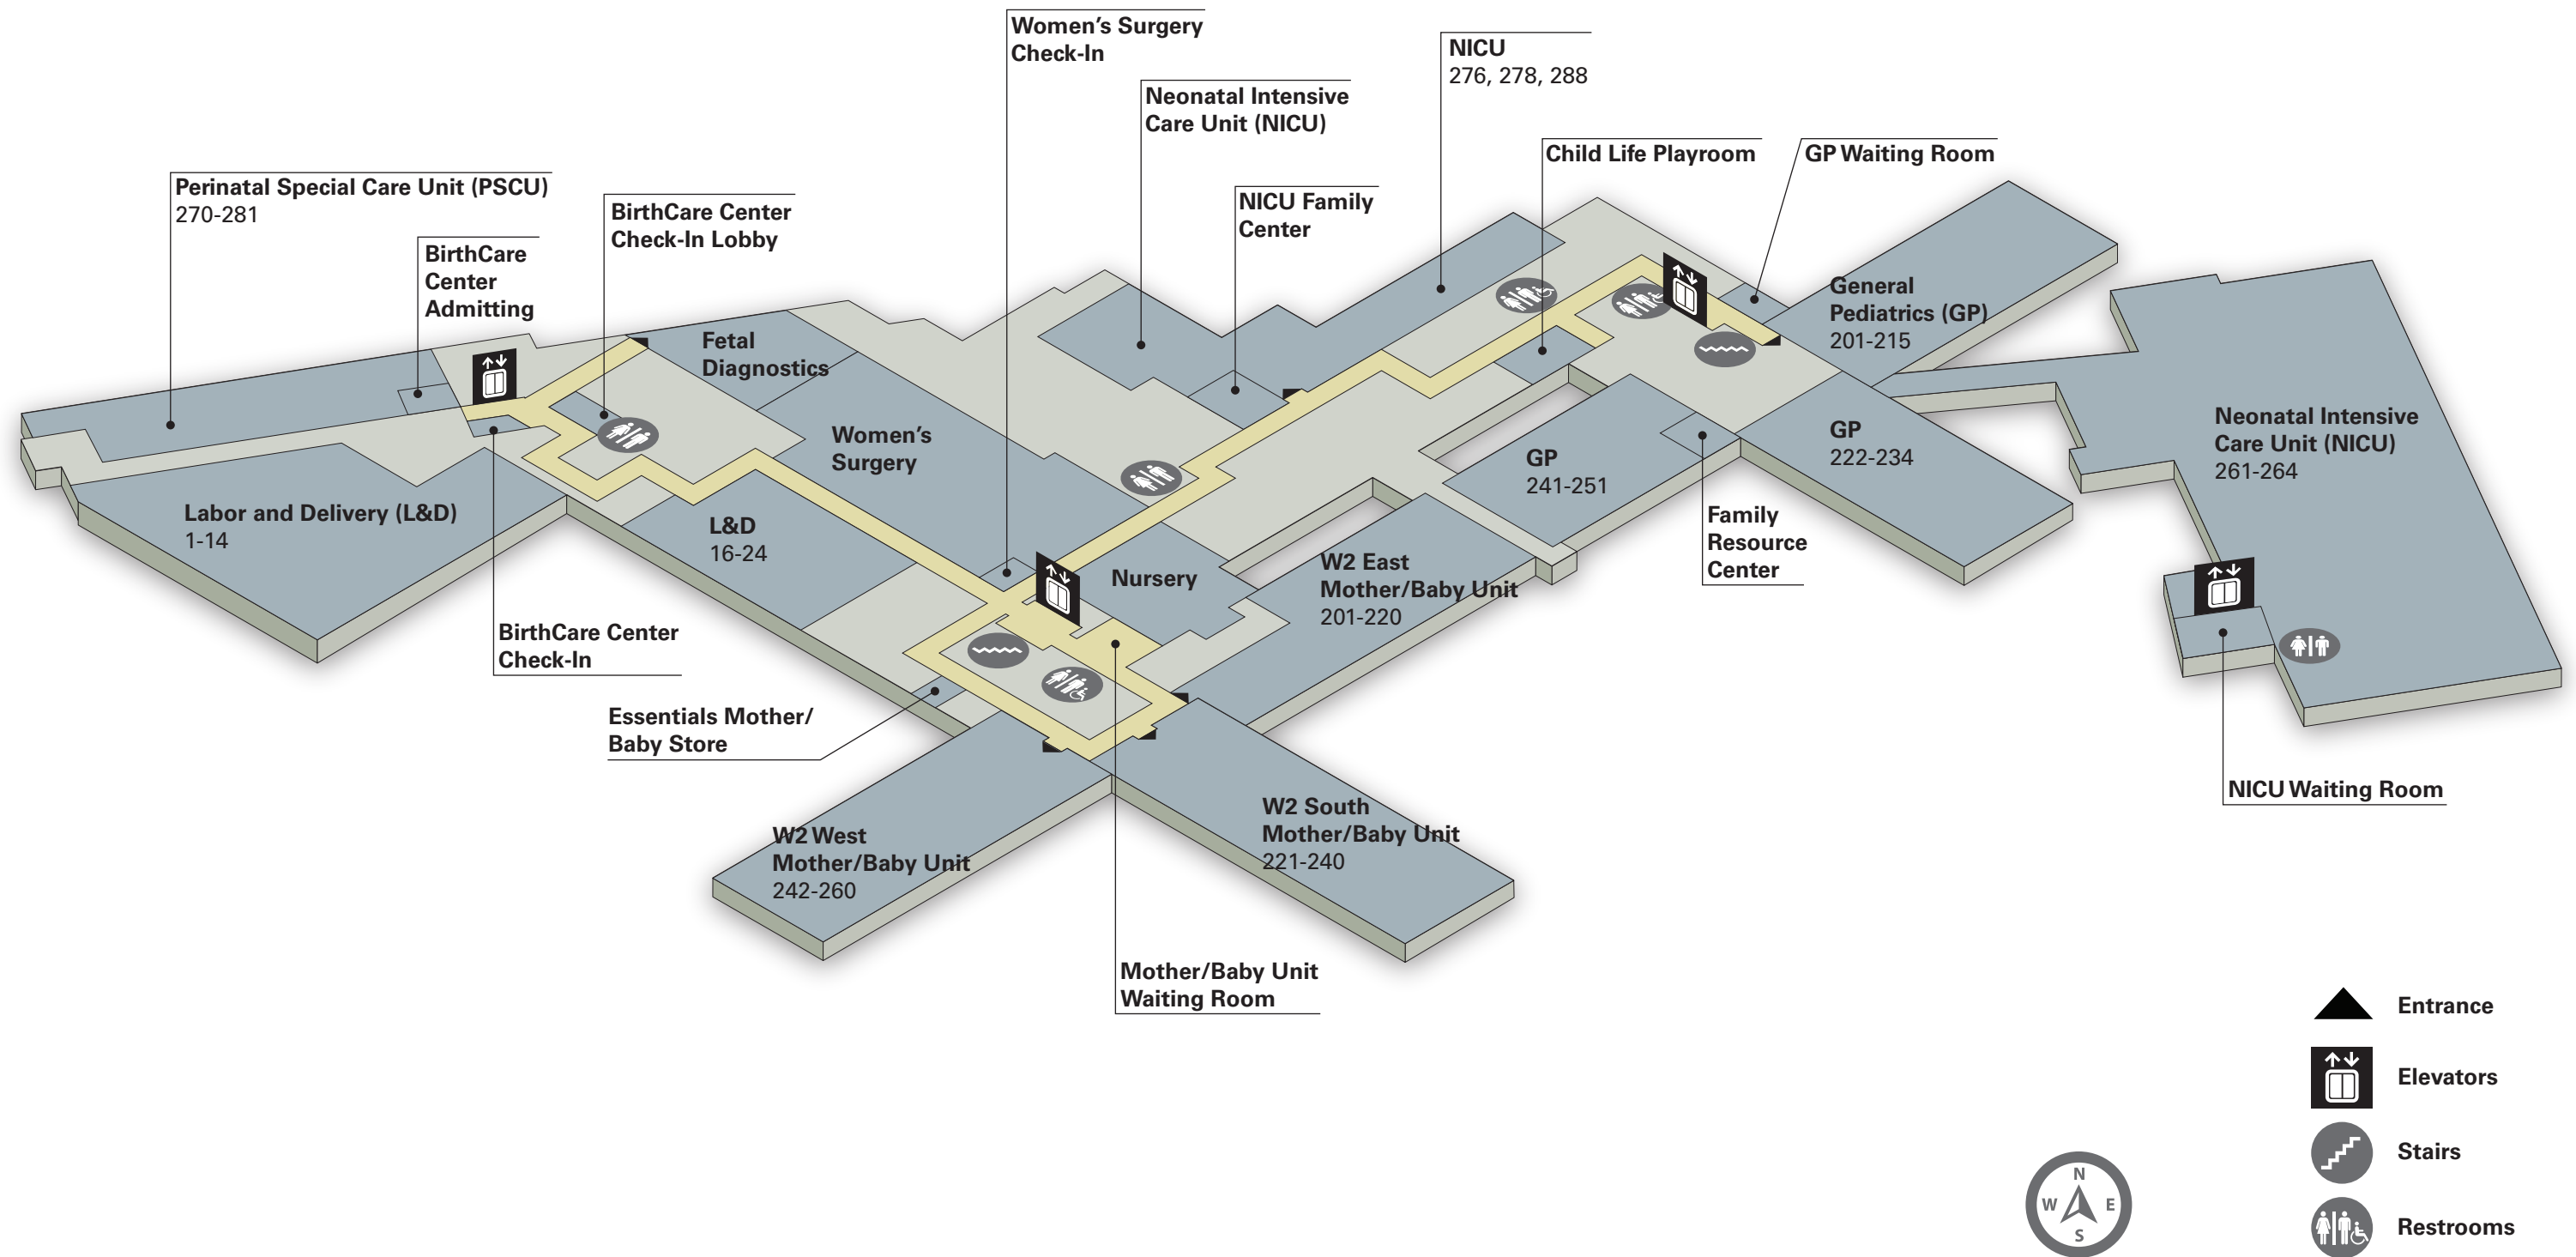 Women's Surgery
Check-In
NICU
276, 278, 288
Neonatal Intensive
Care Unit (NICU)
Child Life Playroom
GP Waiting Room
Perinatal Special Care Unit (PSCU)
270-281
BirthCare Center
Check-In Lobby
NICU Family
Center
BirthCare
Center
Admitting
Fetal
Diagnostics
General
Pediatrics (GP)
201-215
Women's
Surgery
Neonatal Intensive
Care Unit (NICU)
261-264
GP
222-234
GP
241-251
Labor and Delivery (L&D)
1-14
L&D
16-24
Family
Resource
Center
Nursery
W2 East
Mother/Baby Unit
201-220
BirthCare Center
Check-In
Essentials Mother/
Baby Store
NICU Waiting Room
W2 West
Mother/Baby Unit
242-260
W2 South
Mother/Baby Unit
221-240
Mother/Baby Unit
Waiting Room
Entrance
Elevators
Stairs
Restrooms
N
W E
S